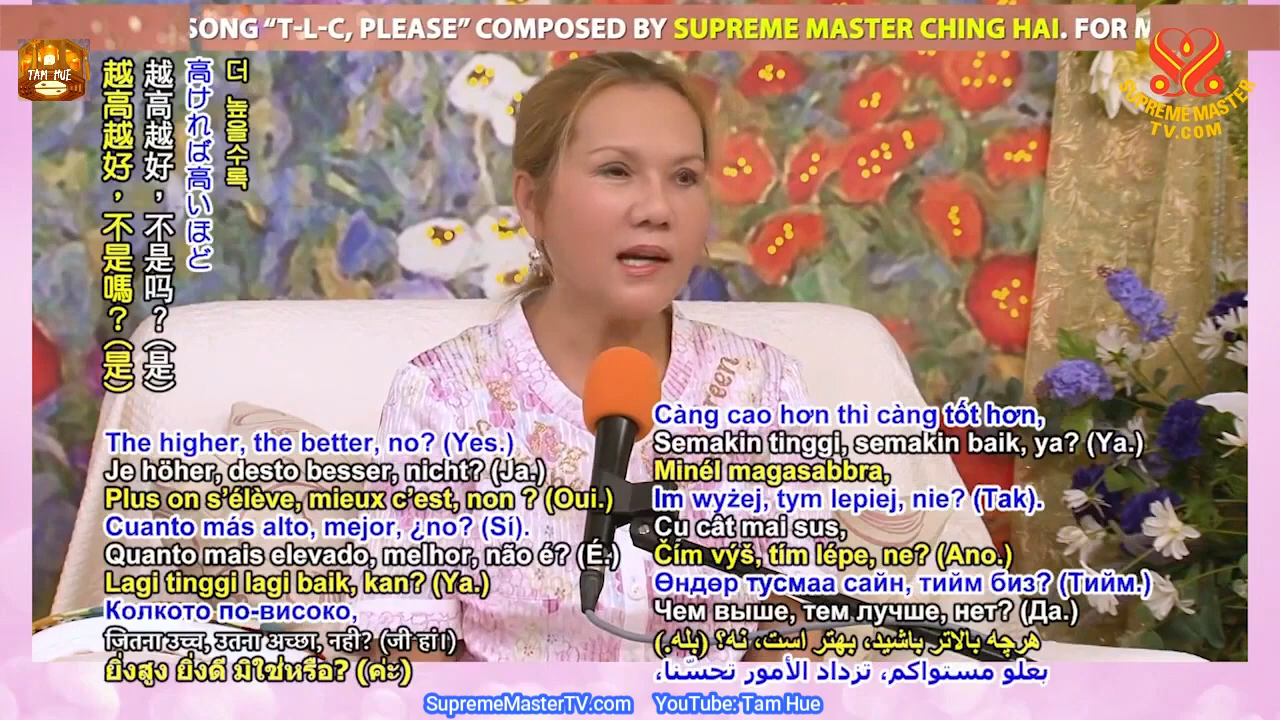 SONG “T-L-C, PLEASE” COMPOSED BY SUPREME MASTER CHING HAI. FOR M
TAM HUE
SUPREME MASTER
TV.COM
더 높을수록
高ければ高いほど
越高越好，不是吗？（是）
越高越好，不是嗎？（是）
The higher, the better, no? (Yes.)
Je höher, desto besser, nicht? (Ja.)
Plus on s’élève, mieux c’est, non ? (Oui.)
Cuanto más alto, mejor, ¿no? (Sí).
Quanto mais elevado, melhor, não é? (É.)
Lagi tinggi lagi baik, kan? (Ya.)
Колкото по-високо,
जितना उच्च, उतना अच्छा, नहीं? (जी हां।)
ยิ่งสูง ยิ่งดี มิใช่หรือ? (ค่ะ)
Càng cao hơn thì càng tốt hơn,
Semakin tinggi, semakin baik, ya? (Ya.)
Minél magasabbra,
Im wyżej, tym lepiej, nie? (Tak).
Cu cât mai sus,
Čím výš, tím lépe, ne? (Ano.)
Өндөр тусмаа сайн, тийм биз? (Тийм.)
Чем выше, тем лучше, нет? (Да.)
هرچه بالاتر باشید، بهتر است، نه؟ (بله.)
بعلو مستواكم، تزداد الأمور تحسّنا،
reen
SupremeMasterTV.com
YouTube: Tam Hue